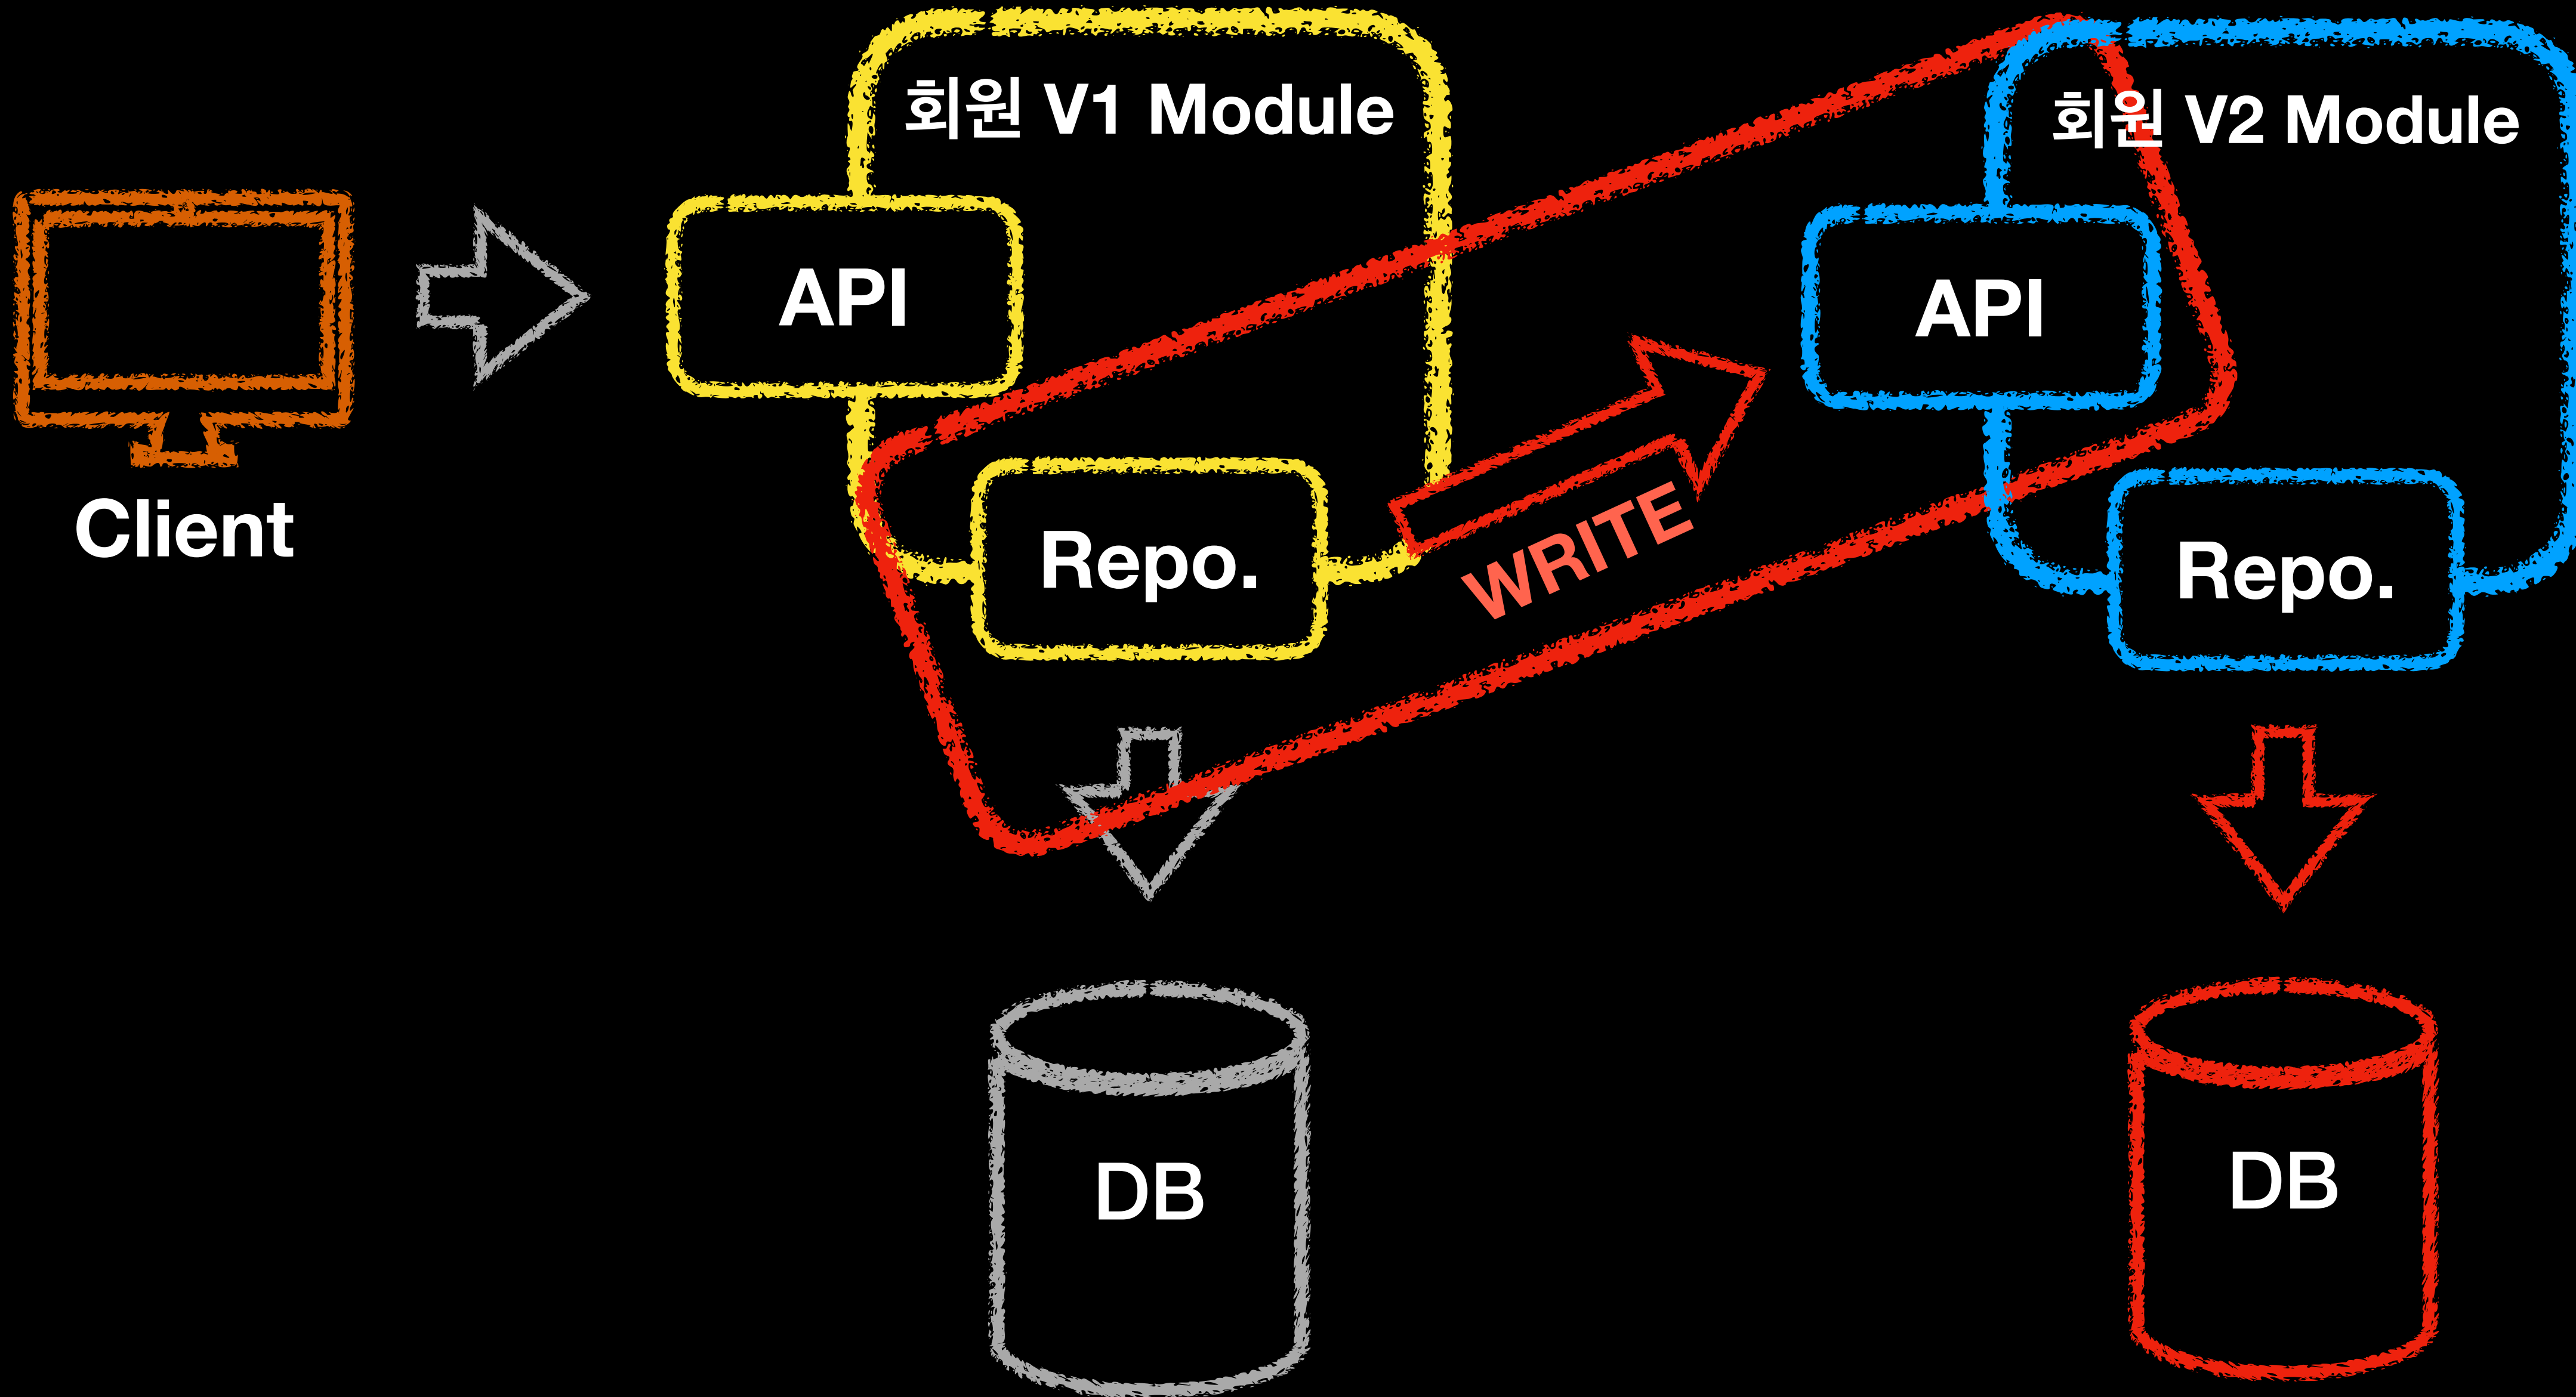 회원 V1 Module
회원 V2 Module
API
API
Client
Repo.
WRITE
Repo.
DB
DB